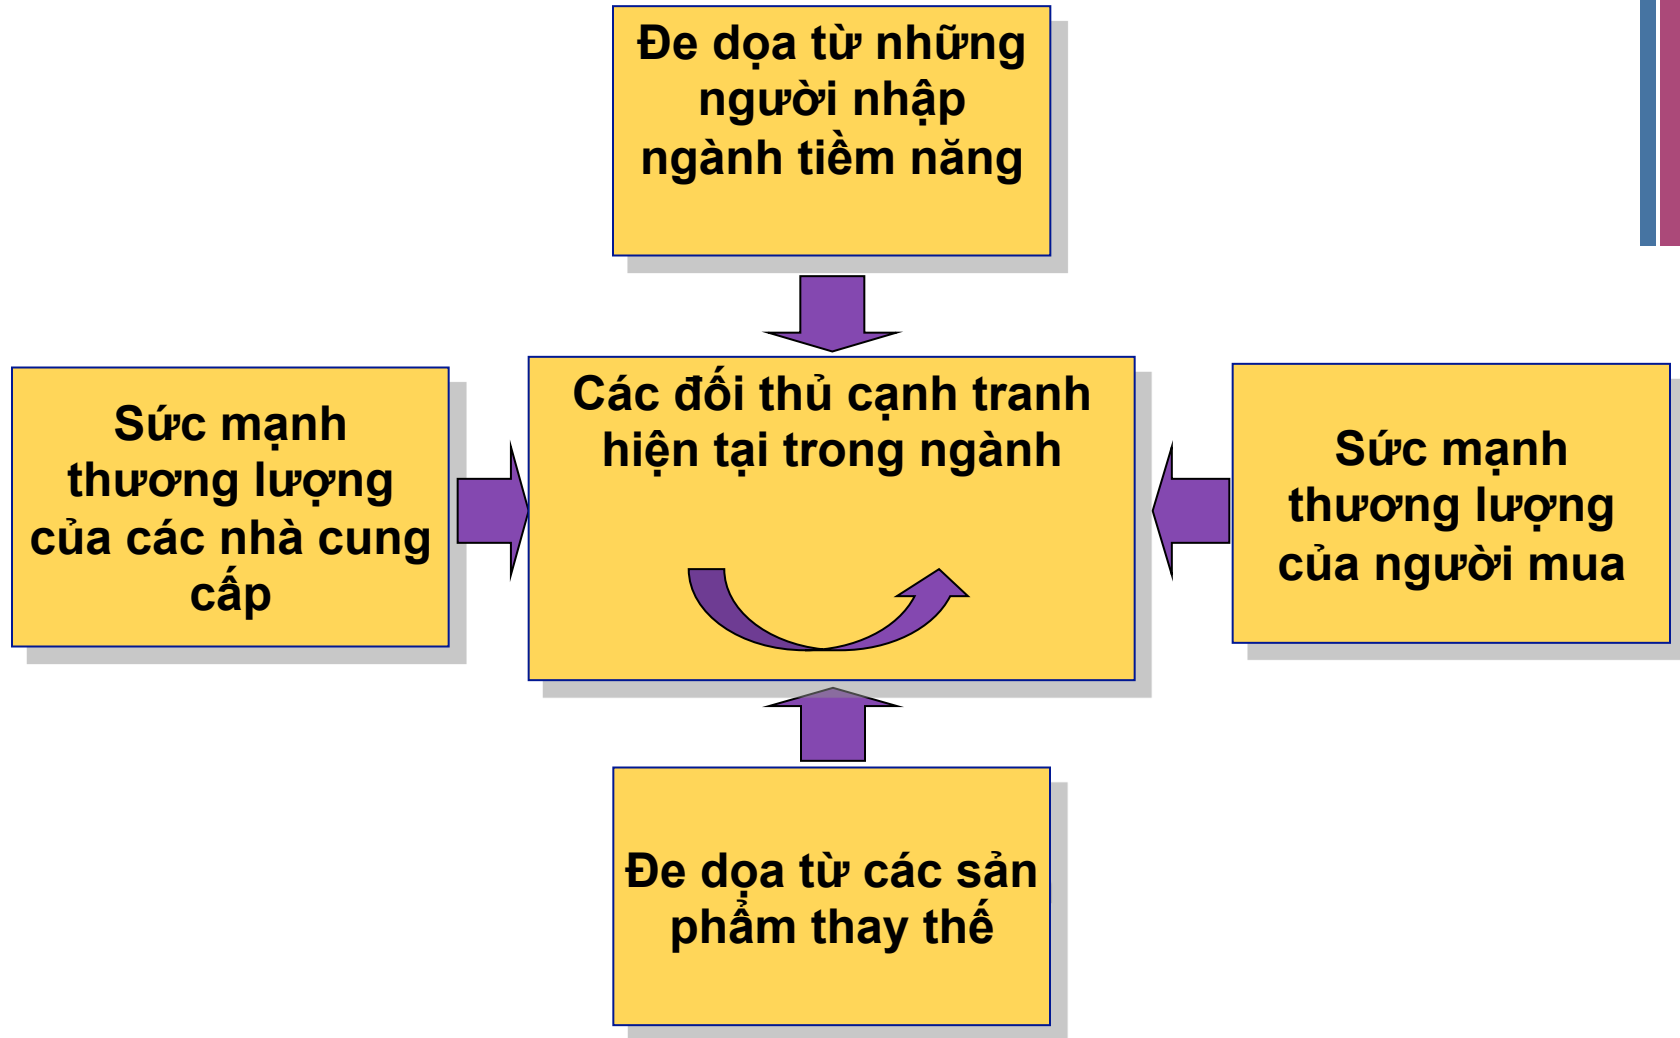 Đe dọa từ những
người nhập
ngành tiềm năng
Sức mạnh
thương lượng
của các nhà cung
cấp
Các đối thủ cạnh tranh
hiện tại trong ngành
Sức mạnh
thương lượng
của người mua
Đe dọa từ các sản
phẩm thay thế